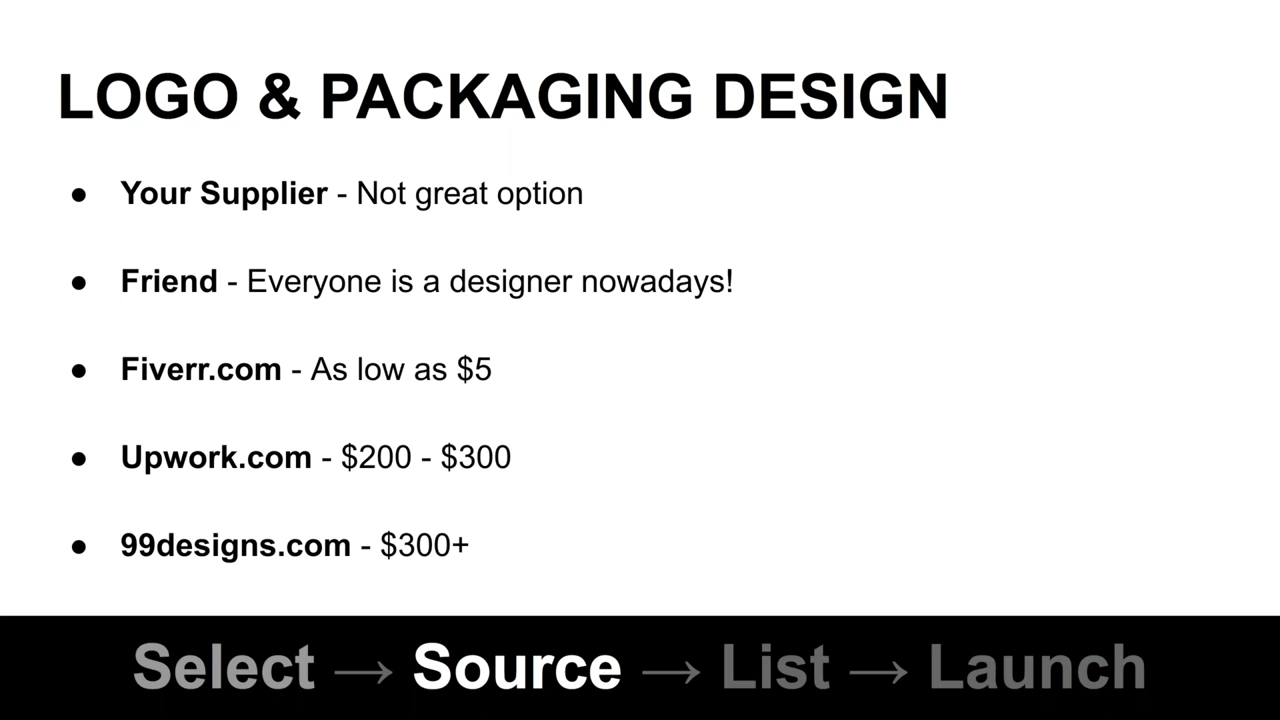 LOGO & PACKAGING DESIGN
● Your Supplier - Not great option
● Friend - Everyone is a designer nowadays!
● Fiverr.com - As low as $5
● Upwork.com - $200 - $300
● 99designs.com - $300+
Select → Source → List → Launch